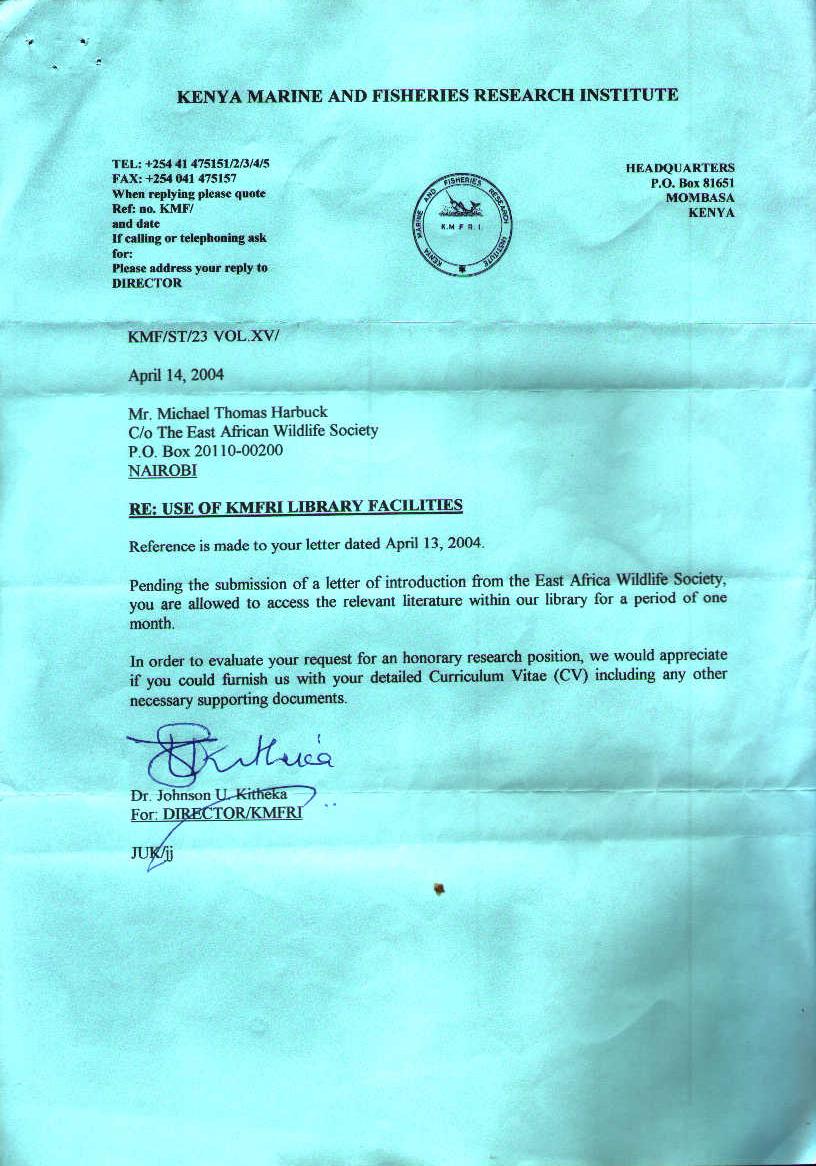 KENYA MARINE AND FISHERIES RESEARCH INSTITUTE
TEL: +254 41 475151/2/3/4/5
FAX: +254 041 475157
When replying please quote
Ref: no. KMF/
and date
If calling or telephoning ask
for:
Please address your reply to
DIRECTOR
KENYA MARINE AND FISHERIES RESEARCH INSTITUTE
K.M.F.R.I.
HEADQUARTERS
P.O. Box 81651
MOMBASA
KENYA
KMF/ST/23 VOL.XV/
April 14, 2004
Mr. Michael Thomas Harbuck
C/o The East African Wildlife Society
P.O. Box 20110-00200
NAIROBI
RE: USE OF KMFRI LIBRARY FACILITIES
Reference is made to your letter dated April 13, 2004.
Pending the submission of a letter of introduction from the East Africa Wildlife Society,
you are allowed to access the relevant literature within our library for a period of one
month.
In order to evaluate your request for an honorary research position, we would appreciate
if you could furnish us with your detailed Curriculum Vitae (CV) including any other
necessary supporting documents.
Kitheka
Dr. Johnson U. Kitheka
For: DIRECTOR/KMFRI
JUK/jj